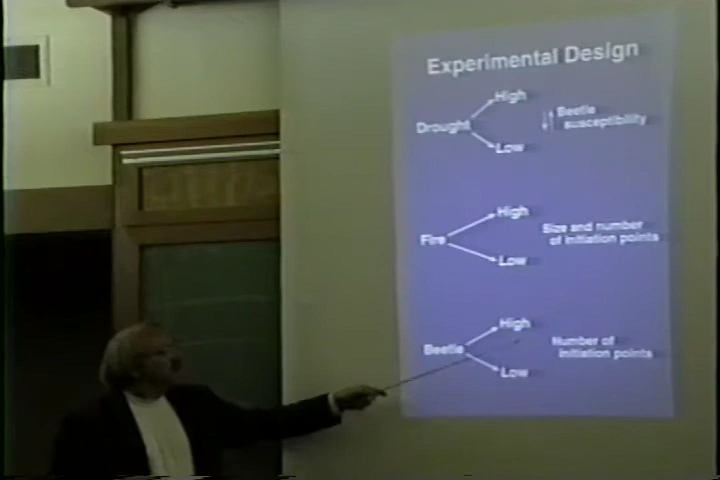 Experimental Design
High
Drought
Beetle
susceptibility
Low
High
Fire
Size and number
of initiation points
Low
High
Beetle
Number of
initiation points
Low